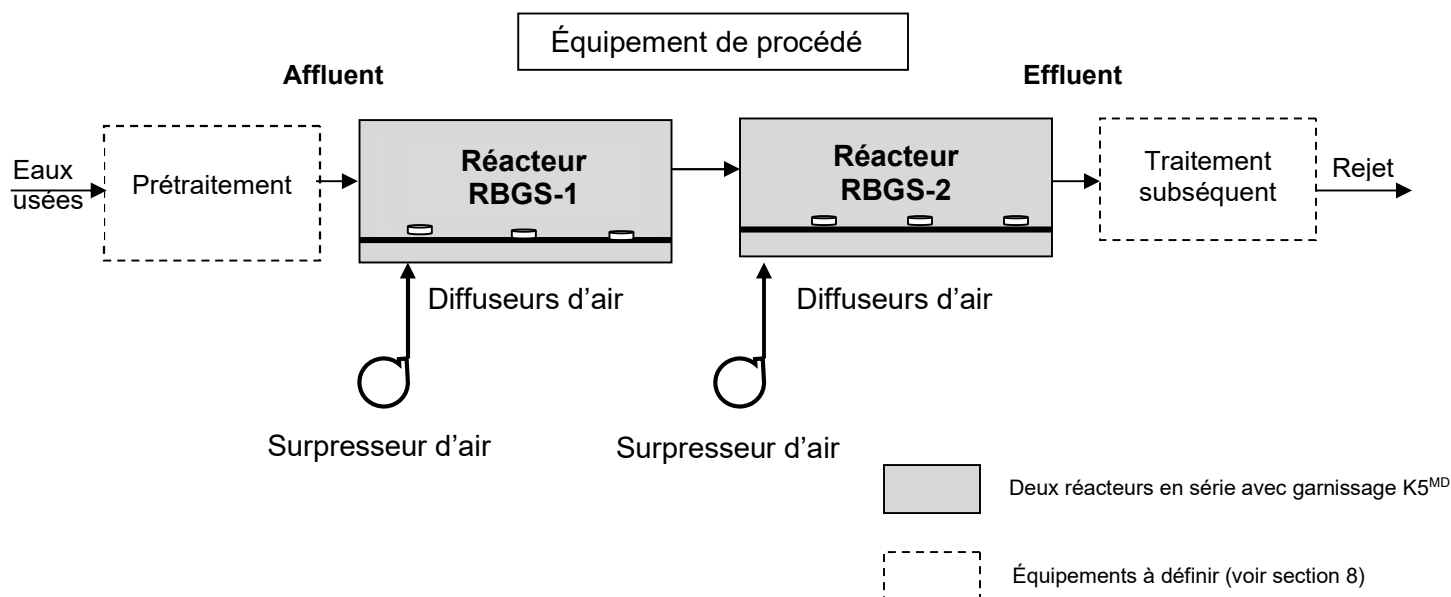 Équipement de procédé
Affluent
Effluent
Eaux
usées
Prétraitement
Réacteur
RBGS-1
Réacteur
RBGS-2
Traitement
subséquent
Rejet
Diffuseurs d’air
Diffuseurs d’air
Surpresseur d’air
Surpresseur d’air
Deux réacteurs en série avec garnissage K5ᴹᴰ
Équipements à définir (voir section 8)